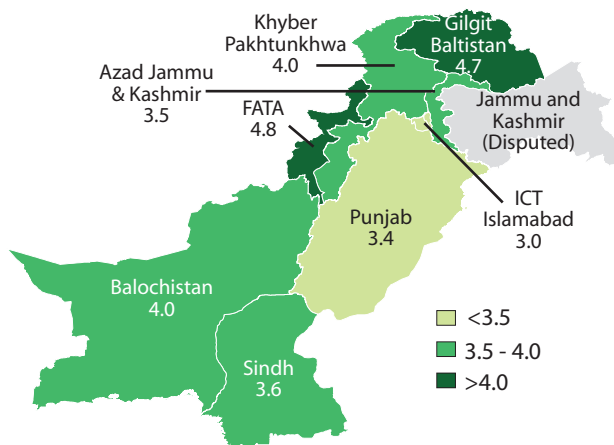 Khyber
Pakhtunkhwa
4.0
Gilgit
Baltistan
4.7
Azad Jammu
& Kashmir
3.5
FATA
4.8
Jammu and
Kashmir
(Disputed)
ICT
Islamabad
3.0
Punjab
3.4
Balochistan
4.0
Sindh
3.6
<3.5
3.5 - 4.0
>4.0